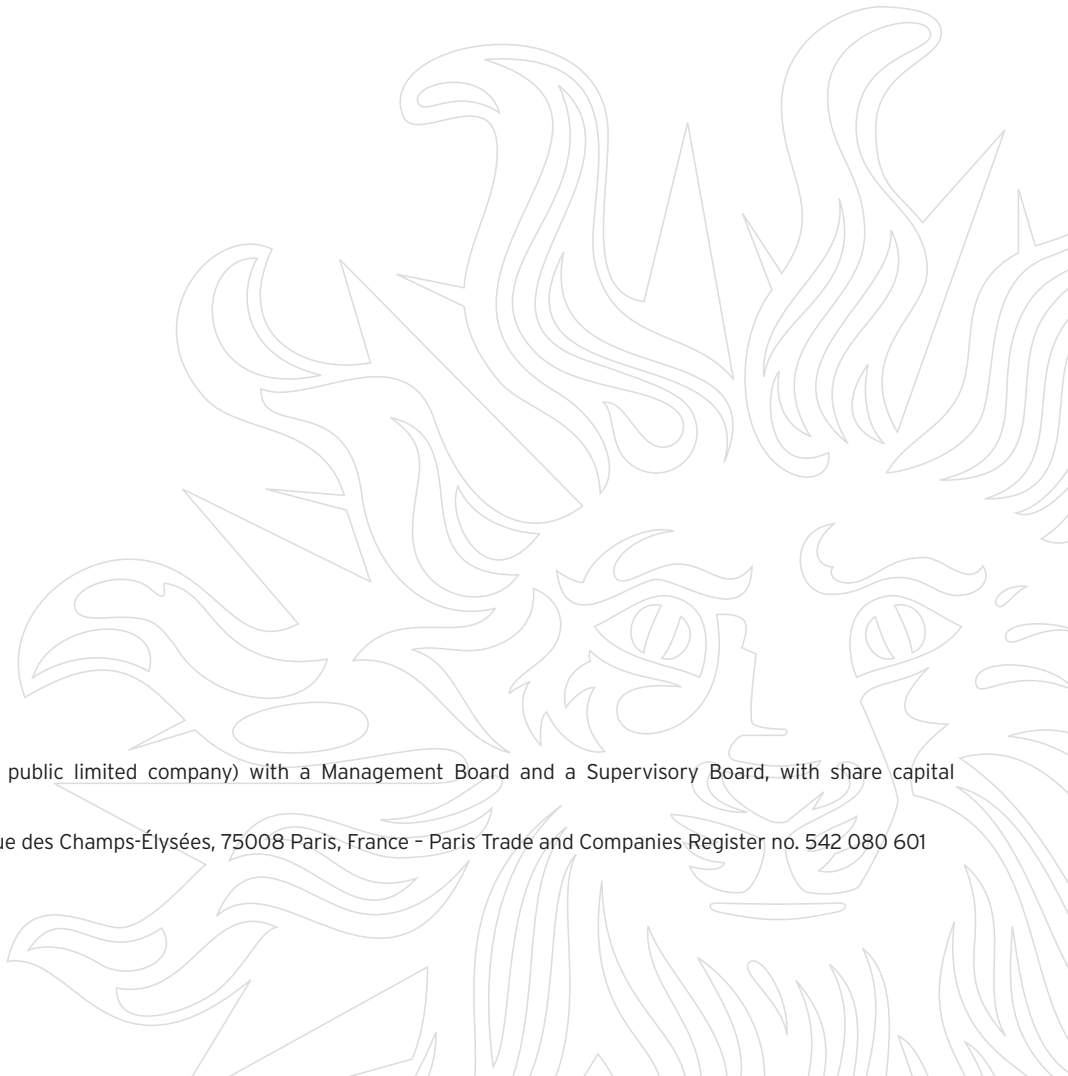 public limited company) with a Management Board and a Supervisory Board, with share capital
ue des Champs-Élysées, 75008 Paris, France – Paris Trade and Companies Register no. 542 080 601